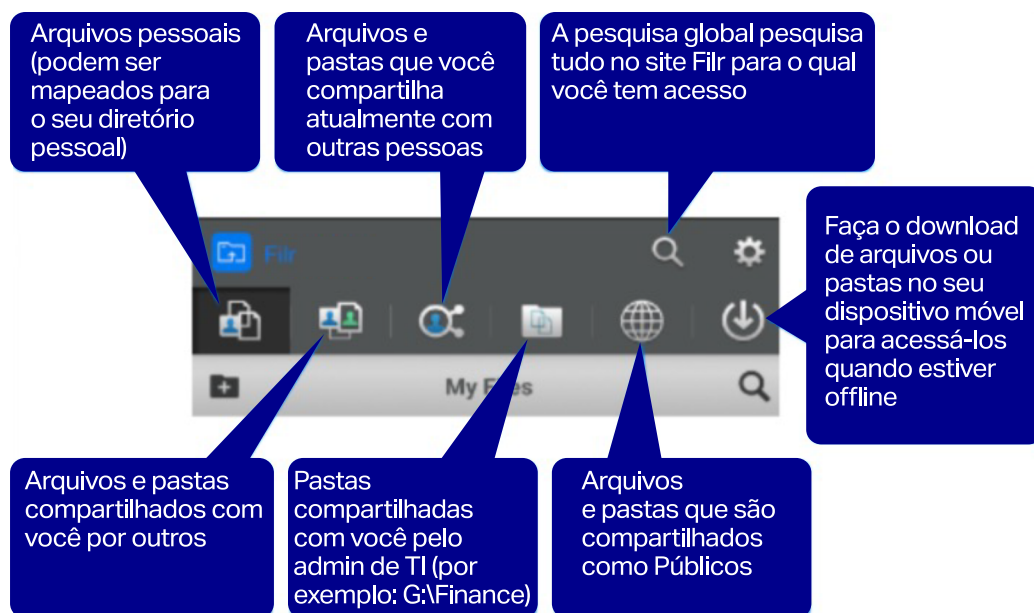 Arquivos pessoais
(podem ser
mapeados para
o seu diretório
pessoal)
Arquivos e
pastas que você
compartilha
atualmente com
outras pessoas
A pesquisa global pesquisa
tudo no site Filr para o qual
você tem acesso
Faça o download
de arquivos ou
pastas no seu
dispositivo móvel
para acessá-los
quando estiver
offline
Filr
My Files
Arquivos e pastas
compartilhados com
você por outros
Pastas
compartilhadas
com você pelo
admin de TI (por
exemplo: G:\Finance)
Arquivos
e pastas que são
compartilhados
como Públicos